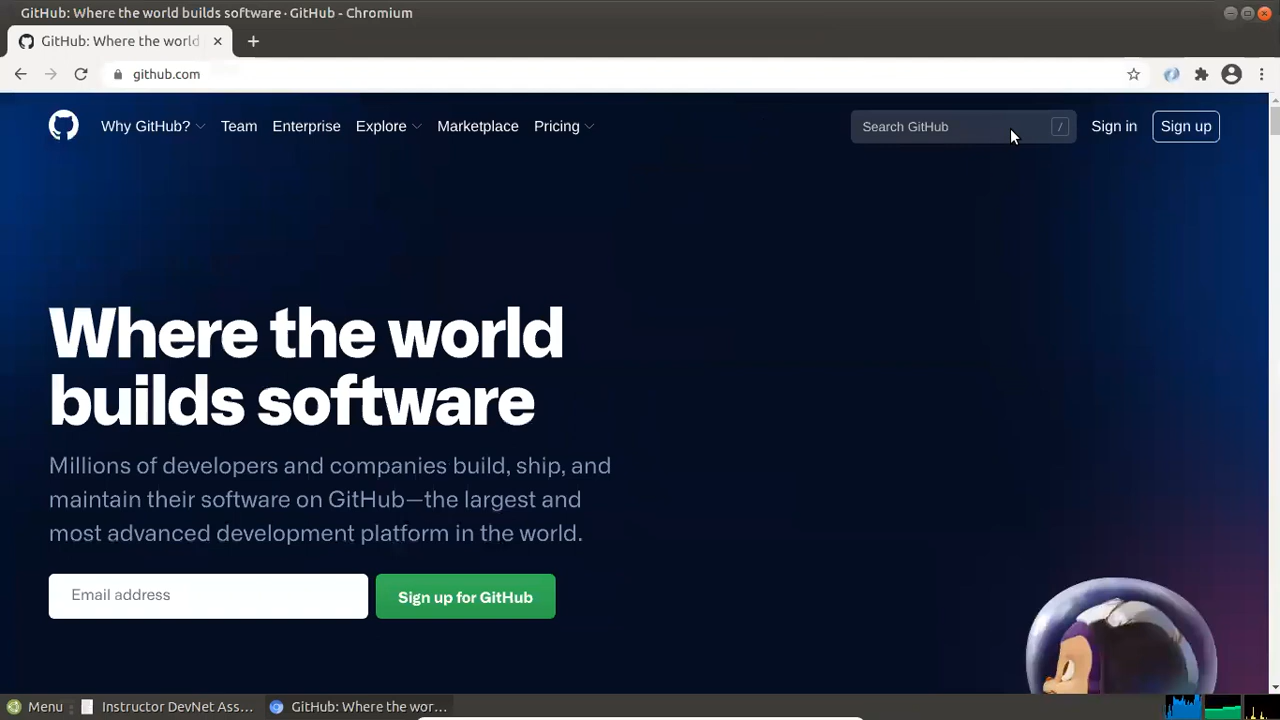 GitHub: Where the world builds software · GitHub - Chromium
GitHub: Where the world
github.com
Why GitHub? Team Enterprise Explore Marketplace Pricing Search GitHub / Sign in Sign up
Where the world
builds software
Millions of developers and companies build, ship, and
maintain their software on GitHub—the largest and
most advanced development platform in the world.
Email address Sign up for GitHub
Menu Instructor DevNet Ass... GitHub: Where the wor...